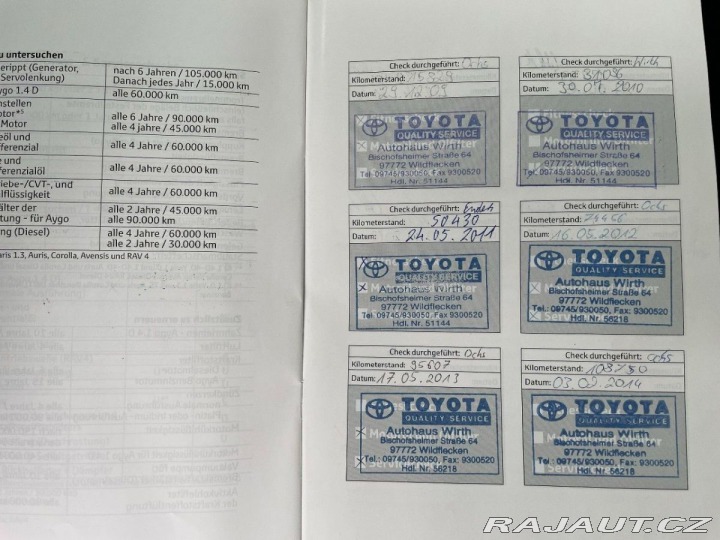 u untersuchen
erippt (Generator, nach 6 Jahren / 105.000 km
Servolenkung) Danach jedes Jahr / 15.000 km
ygo 1.4 D alle 60.000 km
nstellen
otor*⁵ alle 6 Jahre / 90.000 km
Motor alle 4 Jahre / 45.000 km
eöl und
fferenzial alle 4 Jahre / 60.000 km
e und
erenzialöl alle 4 Jahre / 60.000 km
iebe-/CVT-, und
elflüssigkeit alle 4 Jahre / 60.000 km
älter der alle 2 Jahre / 45.000 km
tung - für Aygo alle 90.000 km
ng (Diesel) alle 4 Jahre / 60.000 km
alle 2 Jahre / 30.000 km
aris 1.3, Auris, Corolla, Avensis und RAV 4
Check durchgeführt: Ochs
Kilometerstand:
Datum: 29.12.09
TOYOTA
QUALITY SERVICE
Autohaus Wirth
Bischofsheimer Straße 64
97772 Wildflecken
Tel. 09745/930050, Fax: 9300520
Hdl. Nr. 51144
Check durchgeführt: Wirth
Kilometerstand: 31086
Datum: 30.07.2010
TOYOTA
QUALITY SERVICE
Autohaus Wirth
Bischofsheimer Straße 64
97772 Wildflecken
Tel. 09745/930050, Fax: 9300520
Hdl. Nr. 51144
Check durchgeführt:
Kilometerstand: 50430
Datum: 24.05.2011
TOYOTA
QUALITY SERVICE
Autohaus Wirth
Bischofsheimer Straße 64
97772 Wildflecken
Tel. 09745/930050, Fax: 9300520
Hdl. Nr. 51144
Check durchgeführt: Ochs
Kilometerstand:
Datum: 16.05.2012
TOYOTA
QUALITY SERVICE
Autohaus Wirth
Bischofsheimer Straße 64
97772 Wildflecken
Tel.: 09745/930050, Fax: 9300520
Hdl. Nr. 56218
Check durchgeführt: Ochs
Kilometerstand: 95607
Datum: 17.05.2013
TOYOTA
QUALITY SERVICE
Autohaus Wirth
Bischofsheimer Straße 64
97772 Wildflecken
Tel.: 09745/930050, Fax: 9300520
Hdl. Nr. 56218
Check durchgeführt: Ochs
Kilometerstand: 103750
Datum: 03.09.2014
TOYOTA
QUALITY SERVICE
Autohaus Wirth
Bischofsheimer Straße 64
97772 Wildflecken
Tel.: 09745/930050, Fax: 9300520
Hdl. Nr. 56218
RAJAUT.CZ